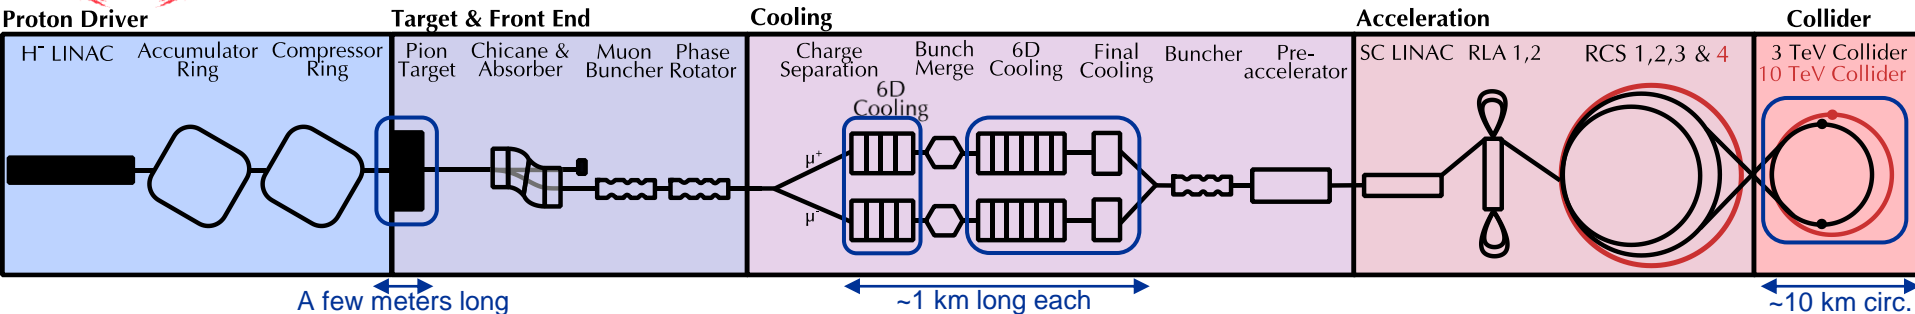 Proton Driver
Target & Front End
Cooling
Acceleration
Collider
H⁻ LINAC
Accumulator
Ring
Compressor
Ring
Pion
Target
Chicane &
Absorber
Muon
Buncher
Phase
Rotator
Charge
Separation
6D
Cooling
Bunch
Merge
6D
Cooling
Final
Cooling
Buncher
Pre-
accelerator
SC LINAC
RLA 1,2
RCS 1,2,3 & 4
3 TeV Collider
10 TeV Collider
μ⁺
μ⁻
A few meters long
~1 km long each
~10 km circ.